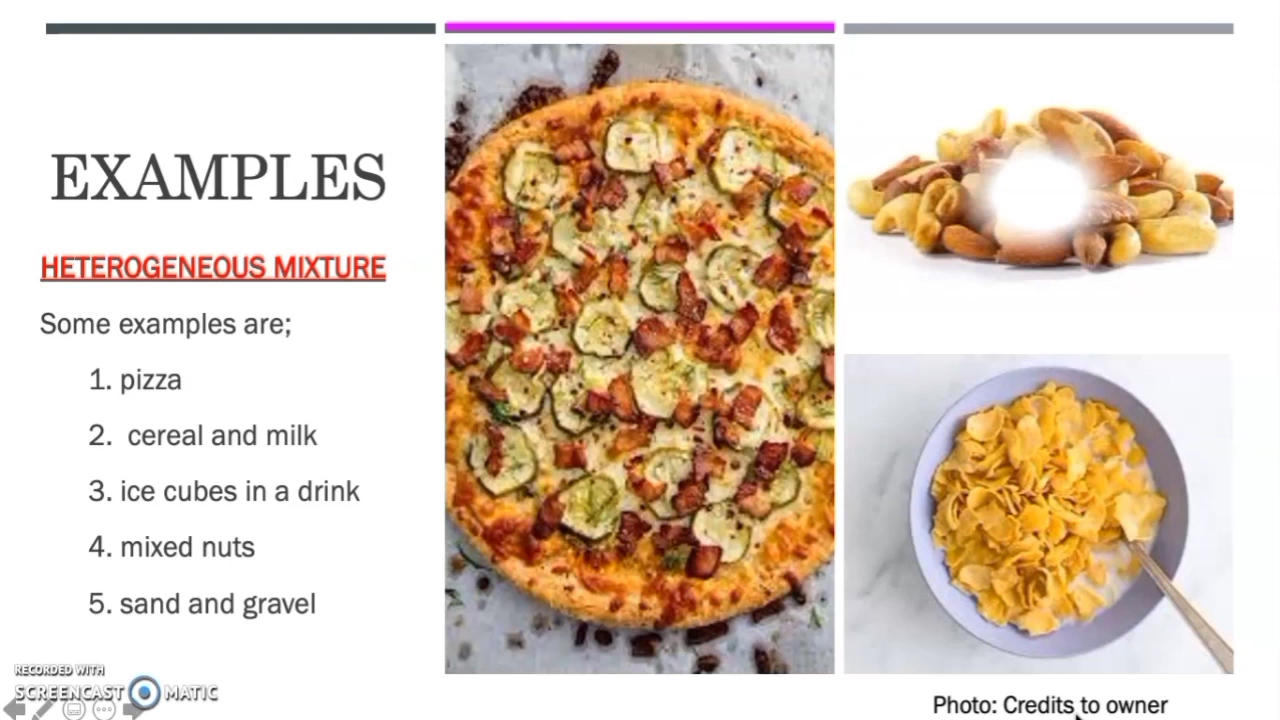 EXAMPLES
HETEROGENEOUS MIXTURE
Some examples are;
1. pizza
2. cereal and milk
3. ice cubes in a drink
4. mixed nuts
5. sand and gravel
RECORDED WITH
SCREENCAST MATIC
Photo: Credits to owner